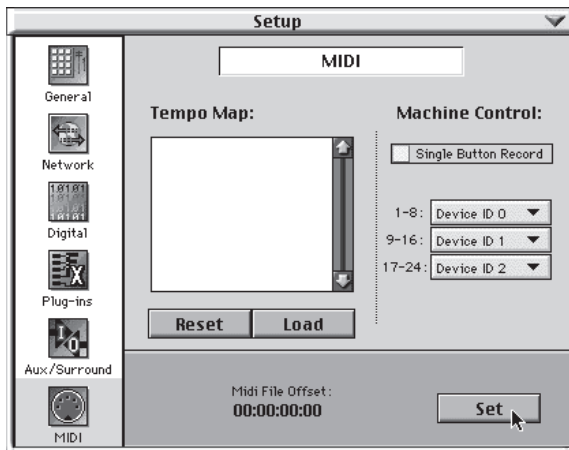 Setup
MIDI
General
Network
10101
10101
Digital
Plug-ins
I/O
Aux/Surround
MIDI
Tempo Map:
Reset
Load
Machine Control:
Single Button Record
1-8: Device ID 0
9-16: Device ID 1
17-24: Device ID 2
Midi File Offset:
00:00:00:00
Set